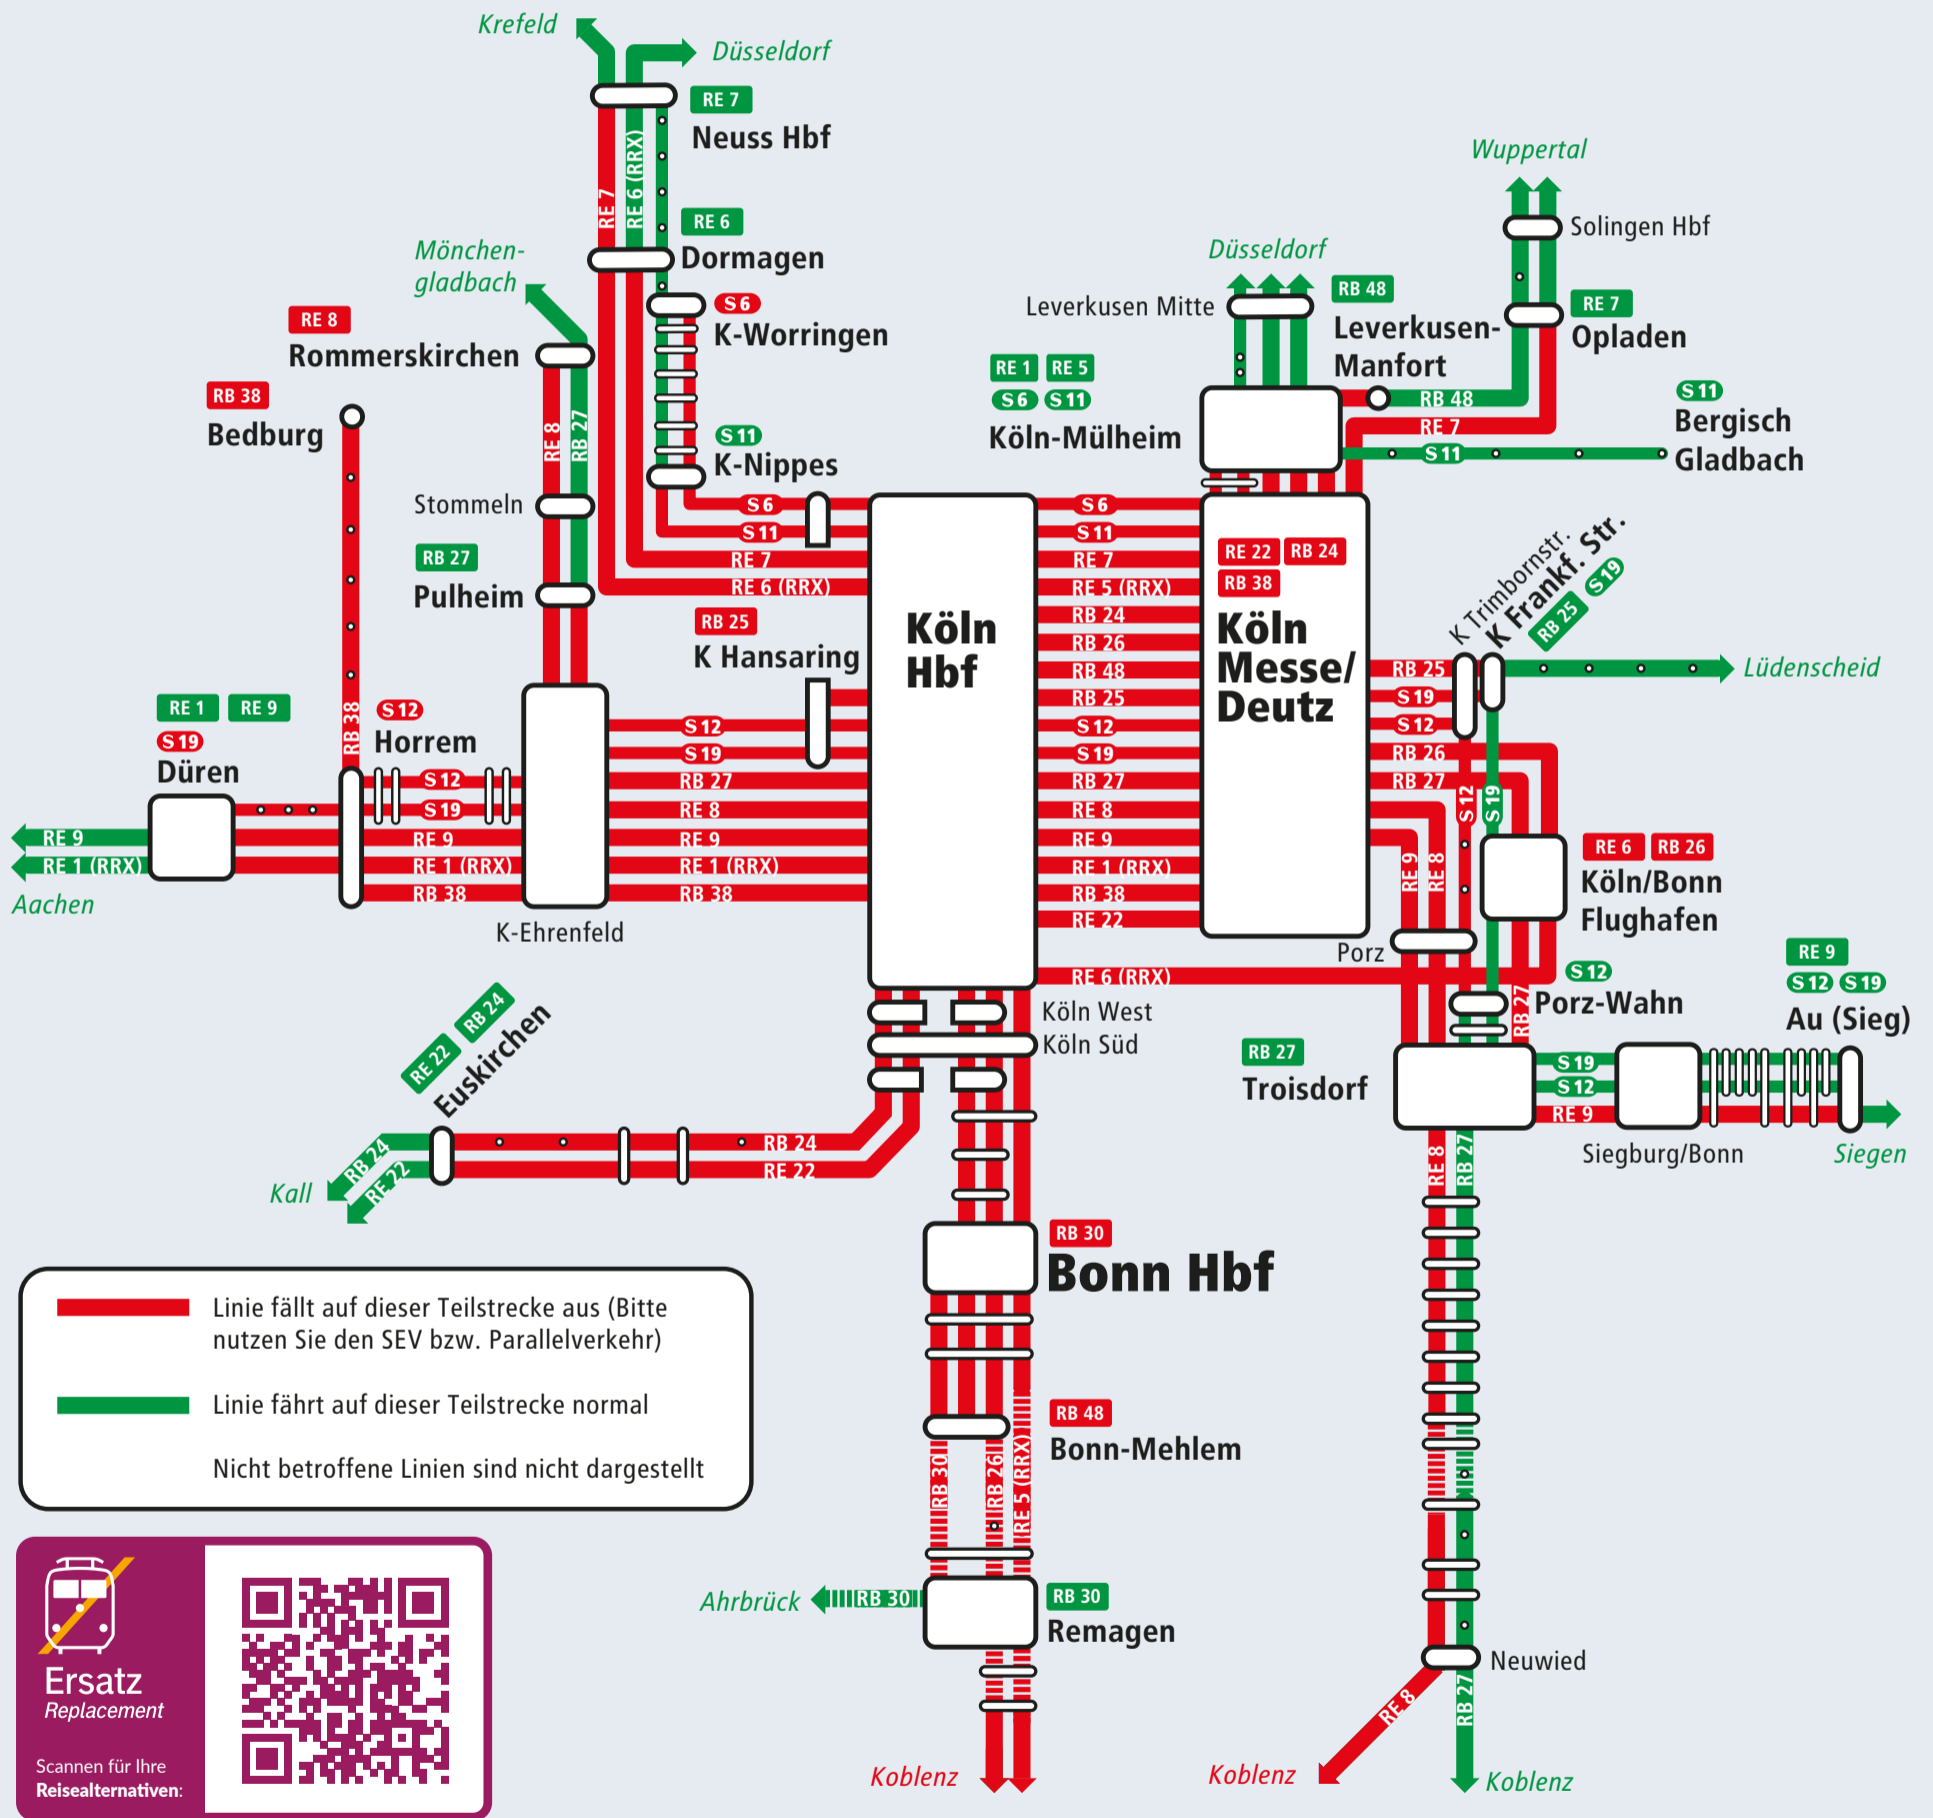 Krefeld
Düsseldorf
RE 7
Neuss Hbf
RE 7
RE 6 (RRX)
RE 6
Dormagen
Mönchen-
gladbach
S 6
K-Worringen
RE 8
Rommerskirchen
RB 38
Bedburg
RE 8
RB 27
S 11
K-Nippes
Stommeln
RB 27
Pulheim
Wuppertal
Solingen Hbf
Düsseldorf
Leverkusen Mitte
RB 48
Leverkusen-
Manfort
RE 7
Opladen
RE 1 RE 5
S 6 S 11
Köln-Mülheim
RB 48
RE 7
S 11
S 11
Bergisch
Gladbach
S 6
S 11
RE 7
RE 6 (RRX)
RB 25
K Hansaring
Köln
Hbf
S 6
S 11
RE 7
RE 5 (RRX)
RB 24
RB 26
RB 48
RB 25
S 12
S 19
RB 27
RE 8
RE 9
RE 1 (RRX)
RB 38
RE 22
RE 6 (RRX)
RE 22 RB 24
RB 38
Köln
Messe/
Deutz
K Trimbornstr.
K Frankf. Str.
RB 25 S 19
Lüdenscheid
RB 25
S 19
S 12
RB 26
RB 27
RE 9
RE 8
S 12
S 19
RE 1 RE 9
S 19
Düren
RB 38
S 12
Horrem
S 12
S 19
RE 9
RE 1 (RRX)
RB 38
RE 9
RE 1 (RRX)
Aachen
S 12
S 19
RB 27
RE 8
RE 9
RE 1 (RRX)
RB 38
K-Ehrenfeld
RE 6 RB 26
Köln/Bonn
Flughafen
Porz
S 12
Porz-Wahn
RB 27
RE 9
S 12 S 19
Au (Sieg)
Köln West
Köln Süd
RE 22 RB 24
Euskirchen
RB 24
RE 22
RB 24
RE 22
Kall
RB 27
Troisdorf
S 19
S 12
RE 9
Siegburg/Bonn
Siegen
RE 8
RB 27
RB 30
Bonn Hbf
Linie fällt auf dieser Teilstrecke aus (Bitte
nutzen Sie den SEV bzw. Parallelverkehr)
Linie fährt auf dieser Teilstrecke normal
Nicht betroffene Linien sind nicht dargestellt
RB 48
Bonn-Mehlem
RB 30
RB 26
RE 5 (RRX)
Ahrbrück
RB 30
RB 30
Remagen
Neuwied
RE 8
RB 27
Koblenz
Koblenz
Koblenz
Ersatz
Replacement
Scannen für Ihre
Reisealternativen: